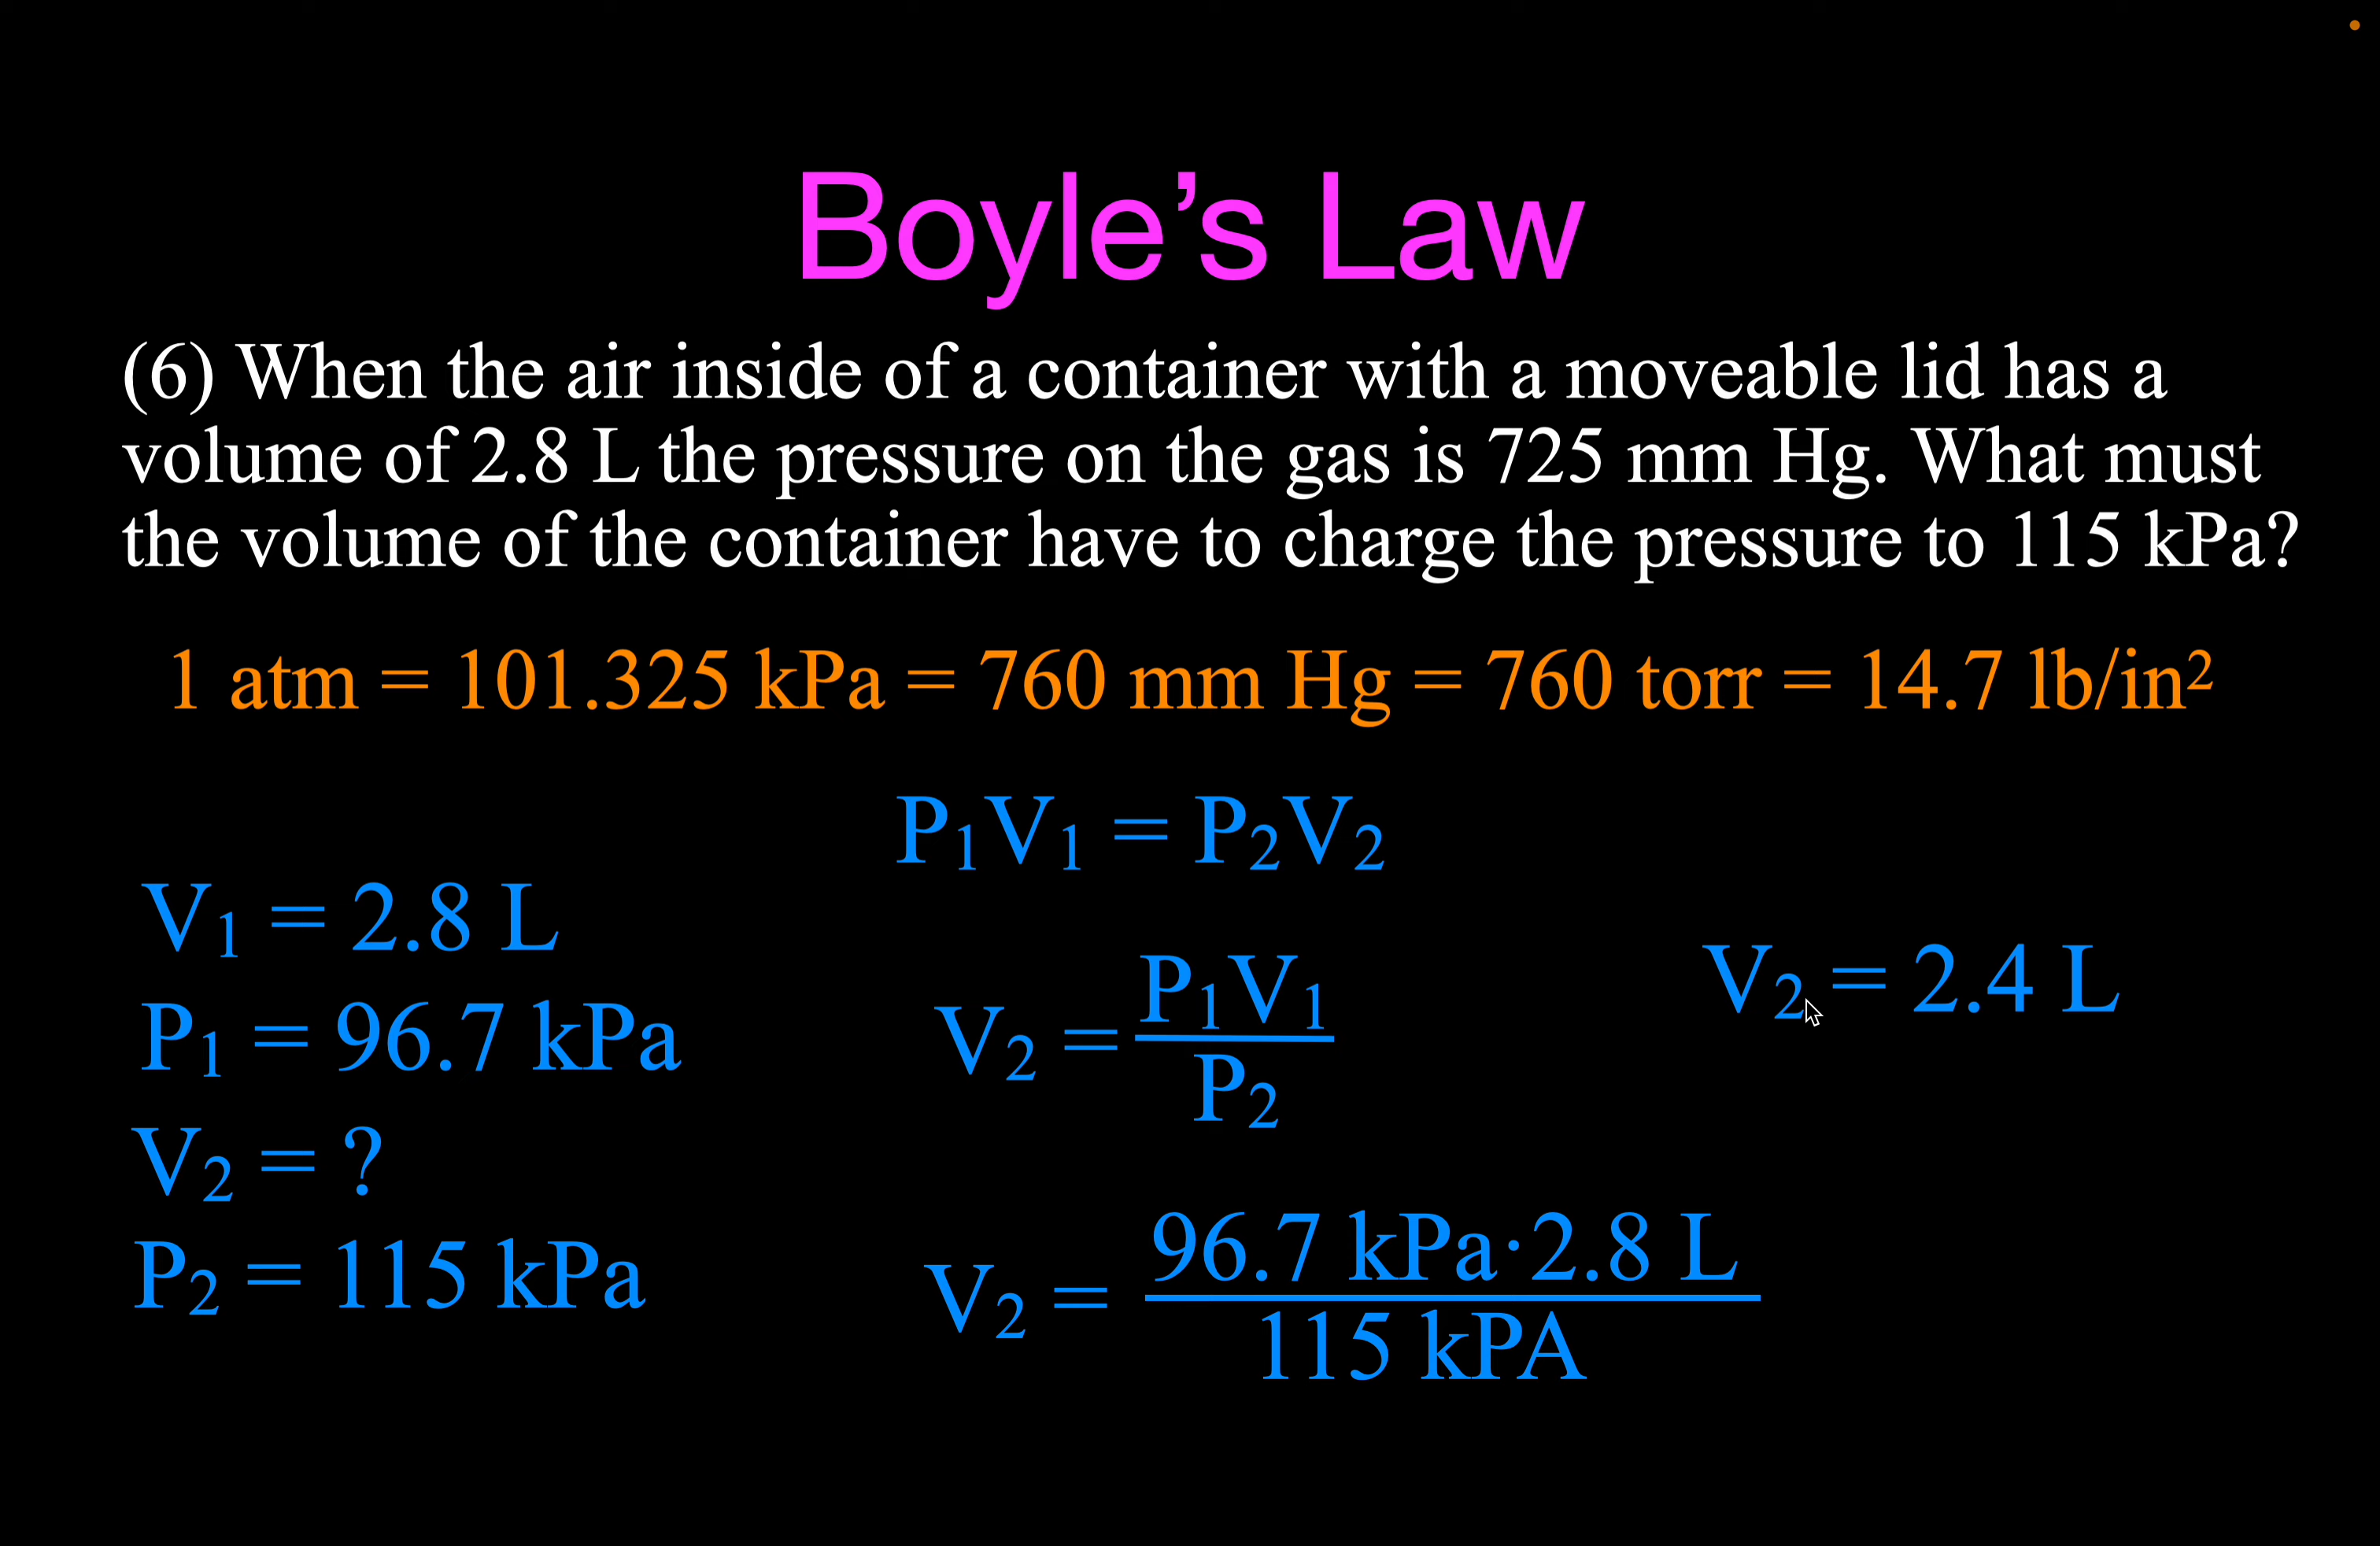 Boyle’s Law
(6) When the air inside of a container with a moveable lid has a
volume of 2.8 L the pressure on the gas is 725 mm Hg. What must
the volume of the container have to charge the pressure to 115 kPa?
1 atm = 101.325 kPa = 760 mm Hg = 760 torr = 14.7 lb/in²
P₁V₁ = P₂V₂
V₁ = 2.8 L
P₁ = 96.7 kPa
V₂ = ?
P₂ = 115 kPa
V₂ = P₁V₁
P₂
V₂ = 96.7 kPa·2.8 L
115 kPA
V₂ = 2.4 L